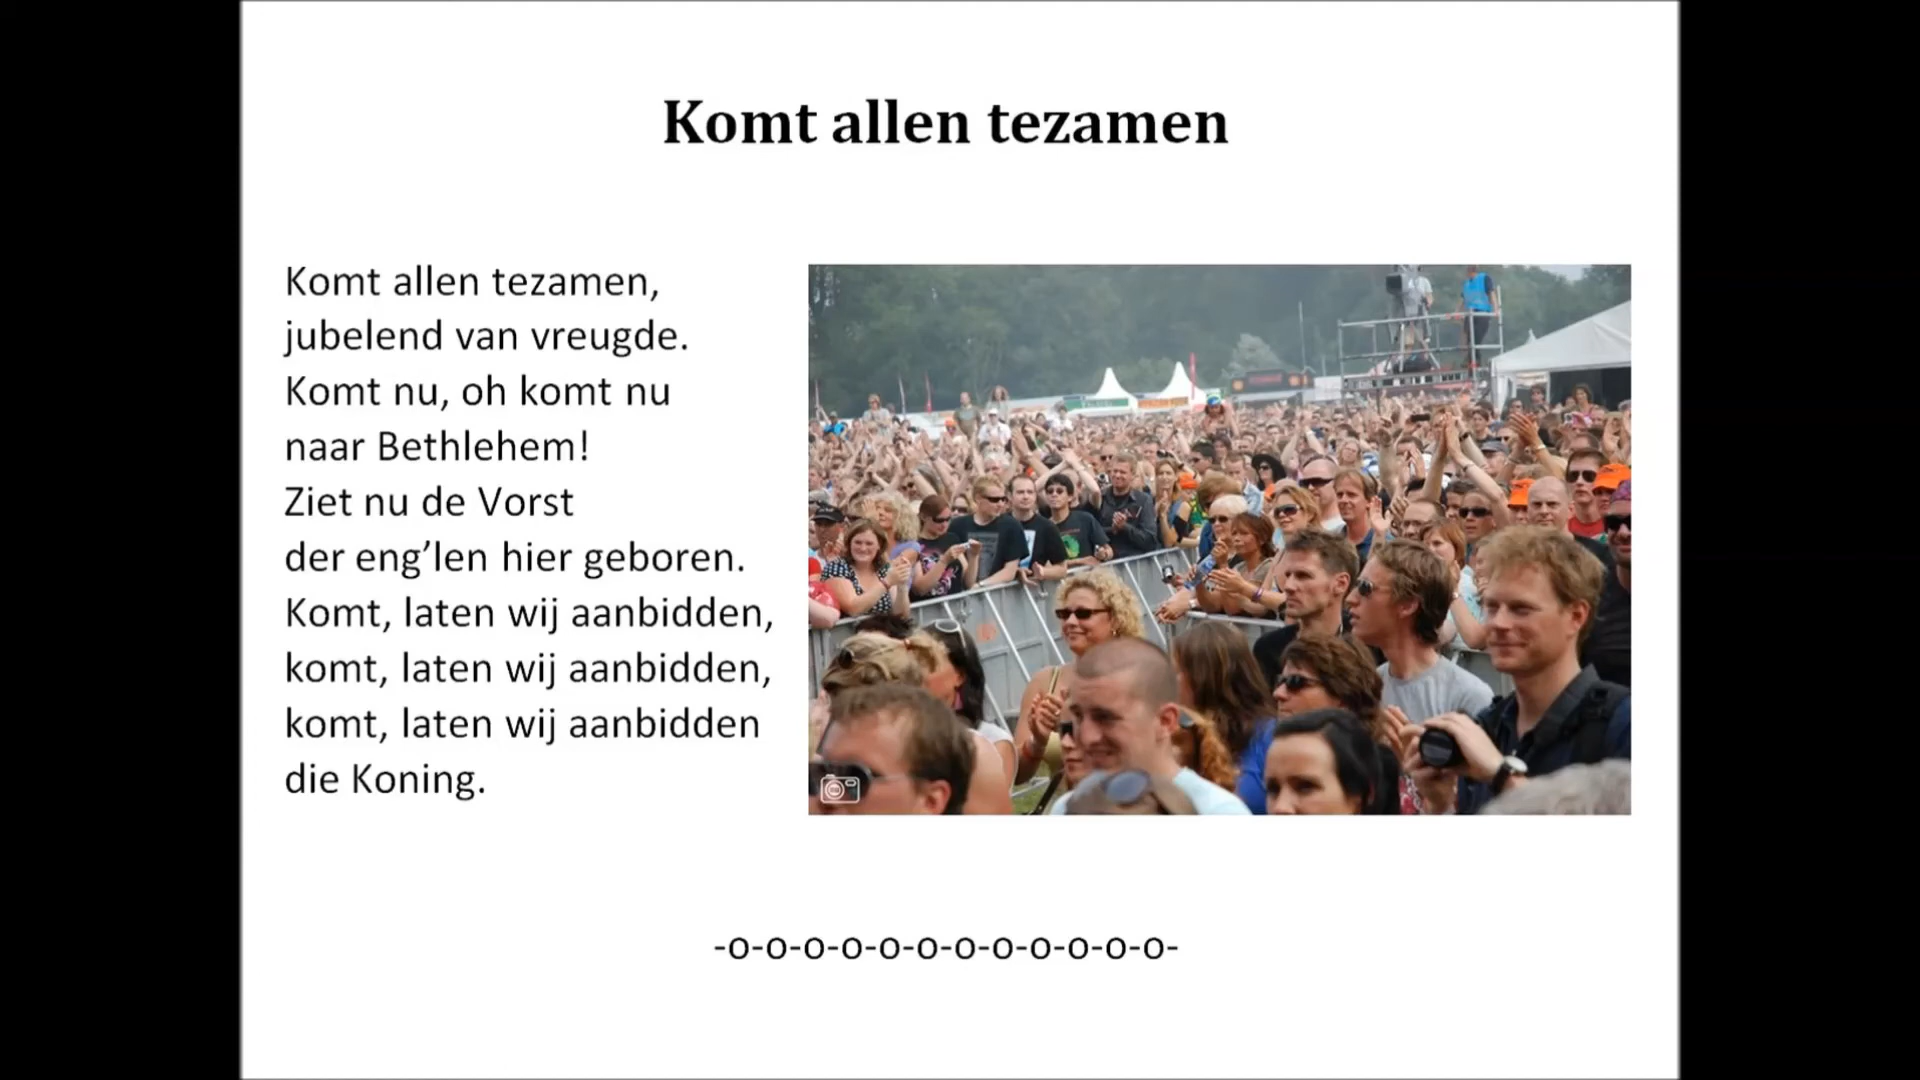 Komt allen tezamen
Komt allen tezamen,
jubelend van vreugde.
Komt nu, oh komt nu
naar Bethlehem!
Ziet nu de Vorst
der eng’len hier geboren.
Komt, laten wij aanbidden,
komt, laten wij aanbidden,
komt, laten wij aanbidden
die Koning.
-o-o-o-o-o-o-o-o-o-o-o-o-